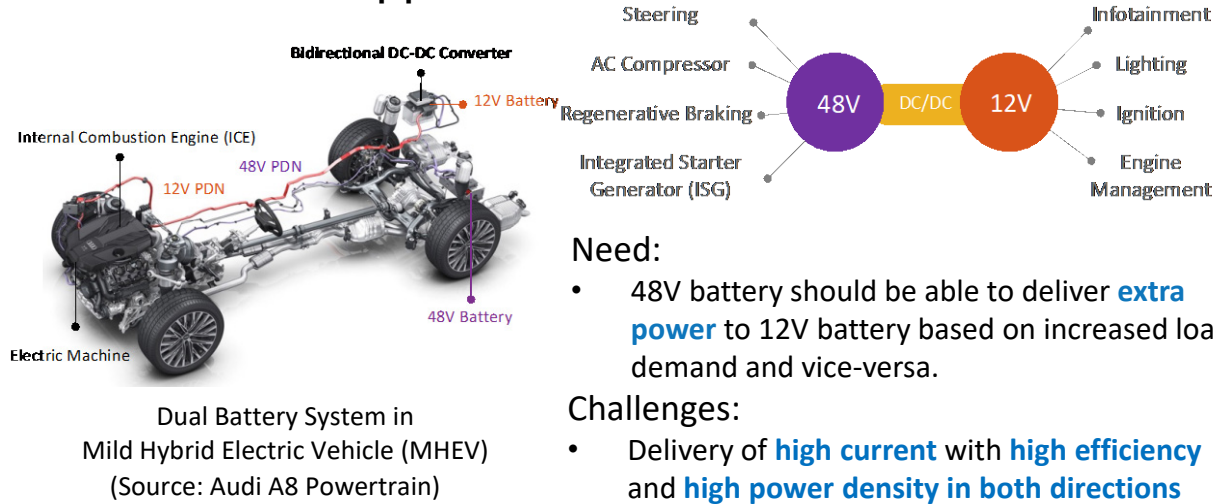 Bidirectional DC-DC Converter
12V Battery
Internal Combustion Engine (ICE)
48V PDN
12V PDN
48V Battery
Electric Machine
Dual Battery System in
Mild Hybrid Electric Vehicle (MHEV)
(Source: Audi A8 Powertrain)
Steering
AC Compressor
Regenerative Braking
Integrated Starter
Generator (ISG)
48V
DC/DC
12V
Infotainment
Lighting
Ignition
Engine
Management
Need:
• 48V battery should be able to deliver extra
power to 12V battery based on increased loa
demand and vice-versa.
Challenges:
• Delivery of high current with high efficiency
and high power density in both directions